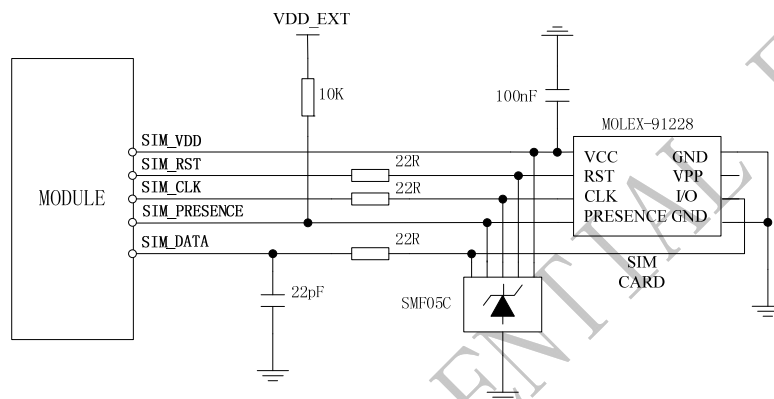 VDD_EXT
10K
100nF
MOLEX-91228
SIM_VDD
SIM_RST
SIM_CLK
SIM_PRESENCE
SIM_DATA
MODULE
22R
22R
22R
VCC
RST
CLK
PRESENCE
GND
VPP
I/O
GND
SIM
CARD
22pF
SMF05C
ENTIAL